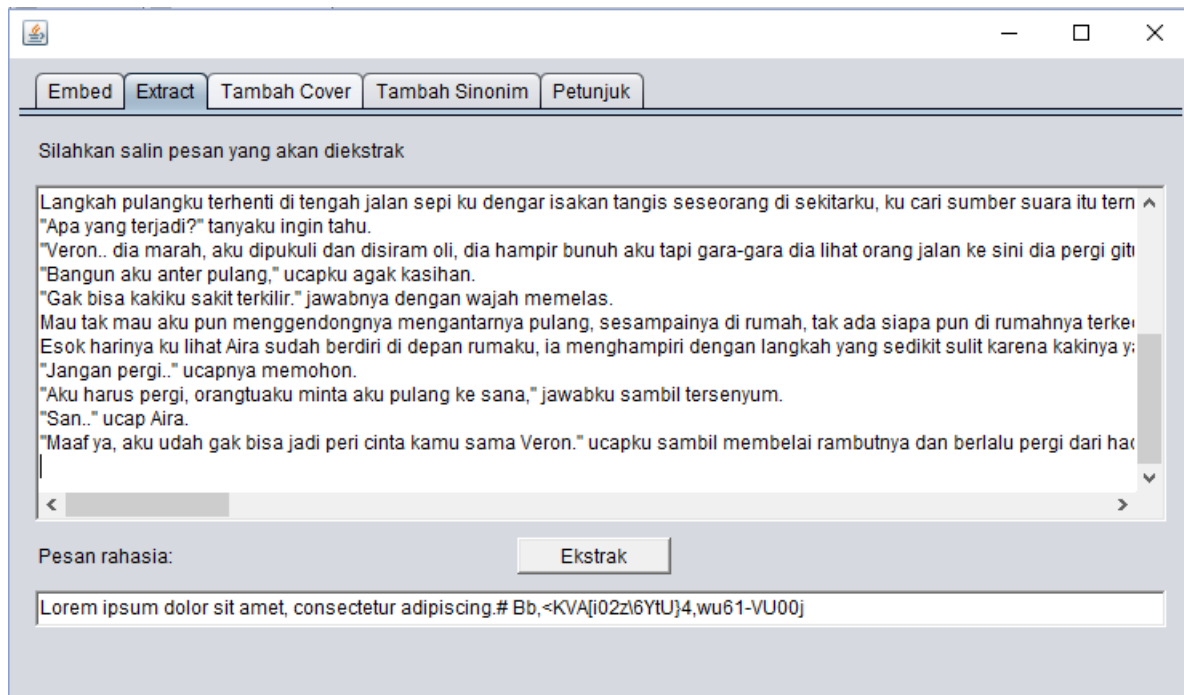 Embed Extract Tambah Cover Tambah Sinonim Petunjuk
Silahkan salin pesan yang akan diekstrak
Langkah pulangku terhenti di tengah jalan sepi ku dengar isakan tangis seseorang di sekitarku, ku cari sumber suara itu tern
"Apa yang terjadi?" tanyaku ingin tahu.
"Veron.. dia marah, aku dipukuli dan disiram oli, dia hampir bunuh aku tapi gara-gara dia lihat orang jalan ke sini dia pergi gitu
"Bangun aku anter pulang," ucapku agak kasihan.
"Gak bisa kakiku sakit terkilir." jawabnya dengan wajah memelas.
Mau tak mau aku pun menggendongnya mengantarnya pulang, sesampainya di rumah, tak ada siapa pun di rumahnya
Esok harinya ku lihat Aira sudah berdiri di depan rumaku, ia menghampiri dengan langkah yang sedikit sulit karena kakinya
"Jangan pergi.." ucapnya memohon.
"Aku harus pergi, orangtuaku minta aku pulang ke sana," jawabku sambil tersenyum.
"San.." ucap Aira.
"Maaf ya, aku udah gak bisa jadi peri cinta kamu sama Veron." ucapku sambil membelai rambutnya dan berlalu pergi dari
Pesan rahasia: Ekstrak
Lorem ipsum dolor sit amet, consectetur adipiscing.# Bb,<KVA[i02z\6YtU}4,wu61-VU00j